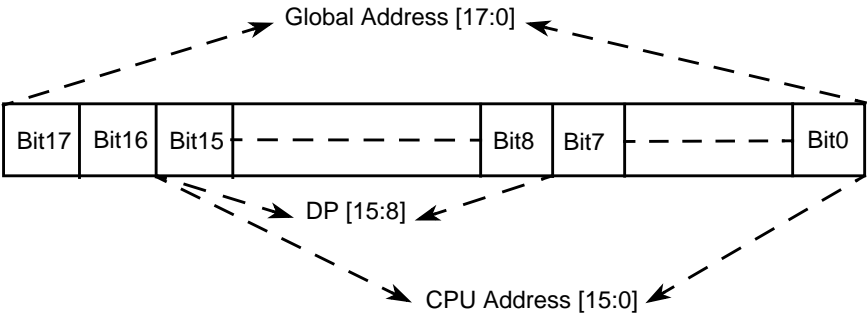 Global Address [17:0]
Bit17 Bit16 Bit15 Bit8 Bit7 Bit0
DP [15:8]
CPU Address [15:0]